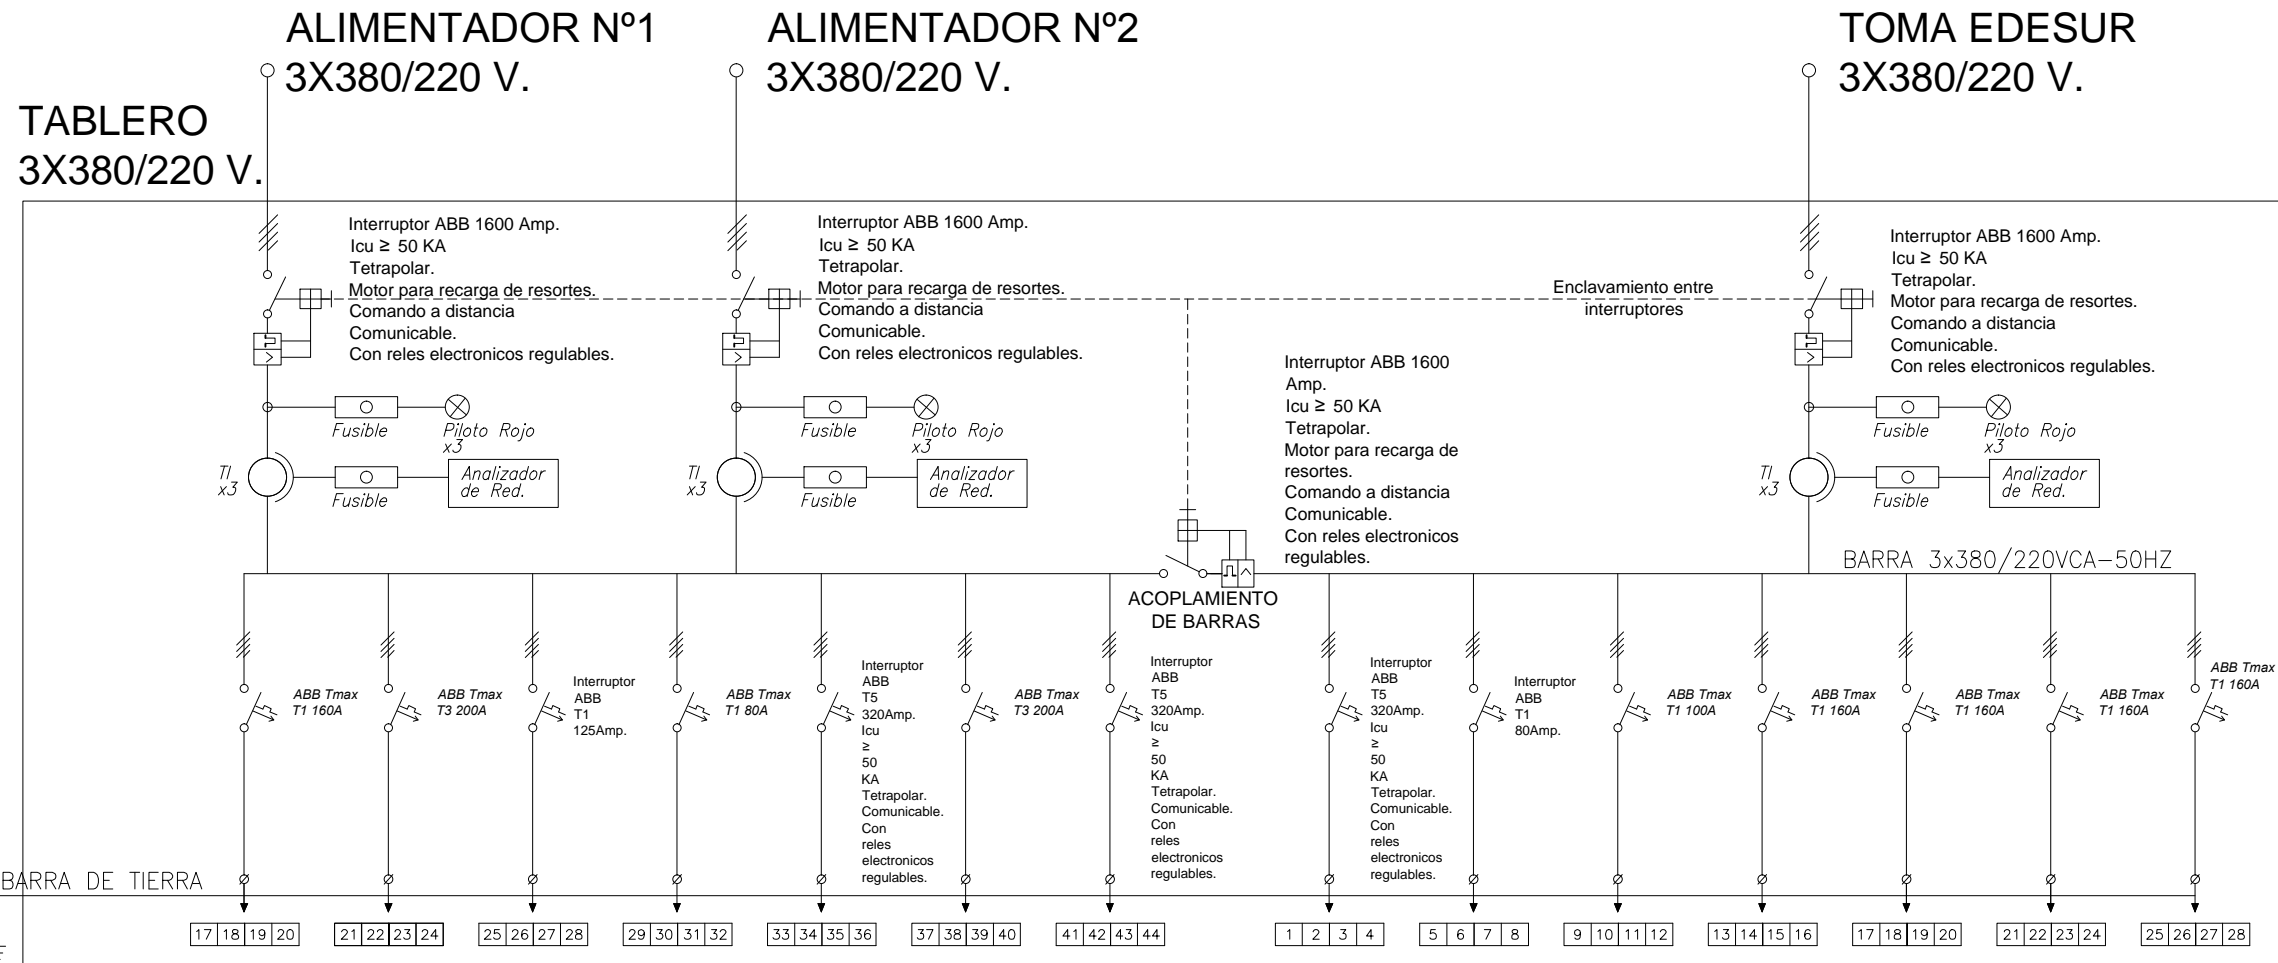 ALIMENTADOR Nº1
3X380/220 V.
ALIMENTADOR Nº2
3X380/220 V.
TOMA EDESUR
3X380/220 V.
TABLERO
3X380/220 V.
Interruptor ABB 1600 Amp.
Icu ≥ 50 KA
Tetrapolar.
Motor para recarga de resortes.
Comando a distancia
Comunicable.
Con reles electronicos regulables.
Interruptor ABB 1600 Amp.
Icu ≥ 50 KA
Tetrapolar.
Motor para recarga de resortes.
Comando a distancia
Comunicable.
Con reles electronicos regulables.
Enclavamiento entre
interruptores
Interruptor ABB 1600 Amp.
Icu ≥ 50 KA
Tetrapolar.
Motor para recarga de resortes.
Comando a distancia
Comunicable.
Con reles electronicos regulables.
Interruptor ABB 1600
Amp.
Icu ≥ 50 KA
Tetrapolar.
Motor para recarga de
resortes.
Comando a distancia
Comunicable.
Con reles electronicos
regulables.
Fusible
Piloto Rojo
x3
TI
x3
Fusible
Analizador
de Red.
Fusible
Piloto Rojo
x3
TI
x3
Fusible
Analizador
de Red.
Fusible
Piloto Rojo
x3
TI
x3
Fusible
Analizador
de Red.
BARRA 3x380/220VCA-50HZ
ACOPLAMIENTO
DE BARRAS
ABB Tmax
T1 160A
ABB Tmax
T3 200A
Interruptor
ABB
T1
125Amp.
ABB Tmax
T1 80A
Interruptor
ABB
T5
320Amp.
Icu
≥
50
KA
Tetrapolar.
Comunicable.
Con
reles
electronicos
regulables.
ABB Tmax
T3 200A
Interruptor
ABB
T5
320Amp.
Icu
≥
50
KA
Tetrapolar.
Comunicable.
Con
reles
electronicos
regulables.
Interruptor
ABB
T5
320Amp.
Icu
≥
50
KA
Tetrapolar.
Comunicable.
Con
reles
electronicos
regulables.
Interruptor
ABB
T1
80Amp.
ABB Tmax
T1 100A
ABB Tmax
T1 160A
ABB Tmax
T1 160A
ABB Tmax
T1 160A
ABB Tmax
T1 160A
BARRA DE TIERRA
17 18 19 20
21 22 23 24
25 26 27 28
29 30 31 32
33 34 35 36
37 38 39 40
41 42 43 44
1 2 3 4
5 6 7 8
9 10 11 12
13 14 15 16
17 18 19 20
21 22 23 24
25 26 27 28